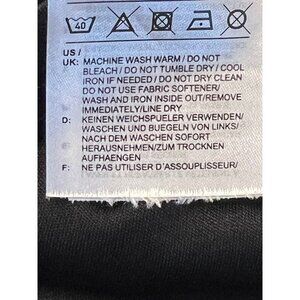 40
US /
UK: MACHINE WASH WARM / DO NOT
BLEACH / DO NOT TUMBLE DRY / COOL
IRON IF NEEDED / DO NOT DRY CLEAN
DO NOT USE FABRIC SOFTENER/
WASH AND IRON INSIDE OUT/REMOVE
IMMEDIATELY/LINE DRY
D: KEINEN WEICHSPUELER VERWENDEN/
WASCHEN UND BUEGELN VON LINKS/
NACH DEM WASCHEN SOFORT
HERAUSNEHMEN/ZUM TROCKNEN
AUFHAENGEN
F: NE PAS UTILISER D'ASSOUPLISSEUR/